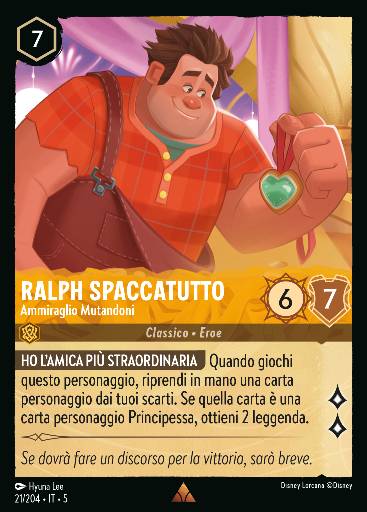 7
RALPH SPACCATUTTO
Ammiraglio Mutandoni
6
7
Classico • Eroe
HO L'AMICA PIÙ STRAORDINARIA Quando giochi
questo personaggio, riprendi in mano una carta
personaggio dai tuoi scarti. Se quella carta è una
carta personaggio Principessa, ottieni 2 leggenda.
Se dovrà fare un discorso per la vittoria, sarà breve.
Hyuna Lee
Disney Lorcana ©Disney
21/204 • IT • 5